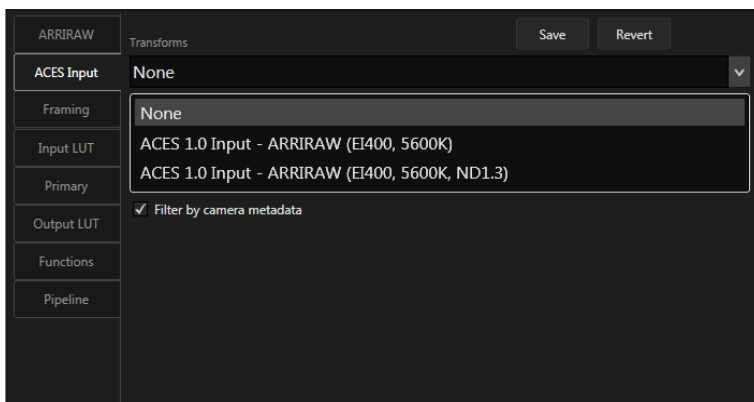 ARRIRAW
Transforms
Save
Revert
ACES Input
None
Framing
None
Input LUT
ACES 1.0 Input - ARRIRAW (EI400, 5600K)
Primary
ACES 1.0 Input - ARRIRAW (EI400, 5600K, ND1.3)
Output LUT
Filter by camera metadata
Functions
Pipeline